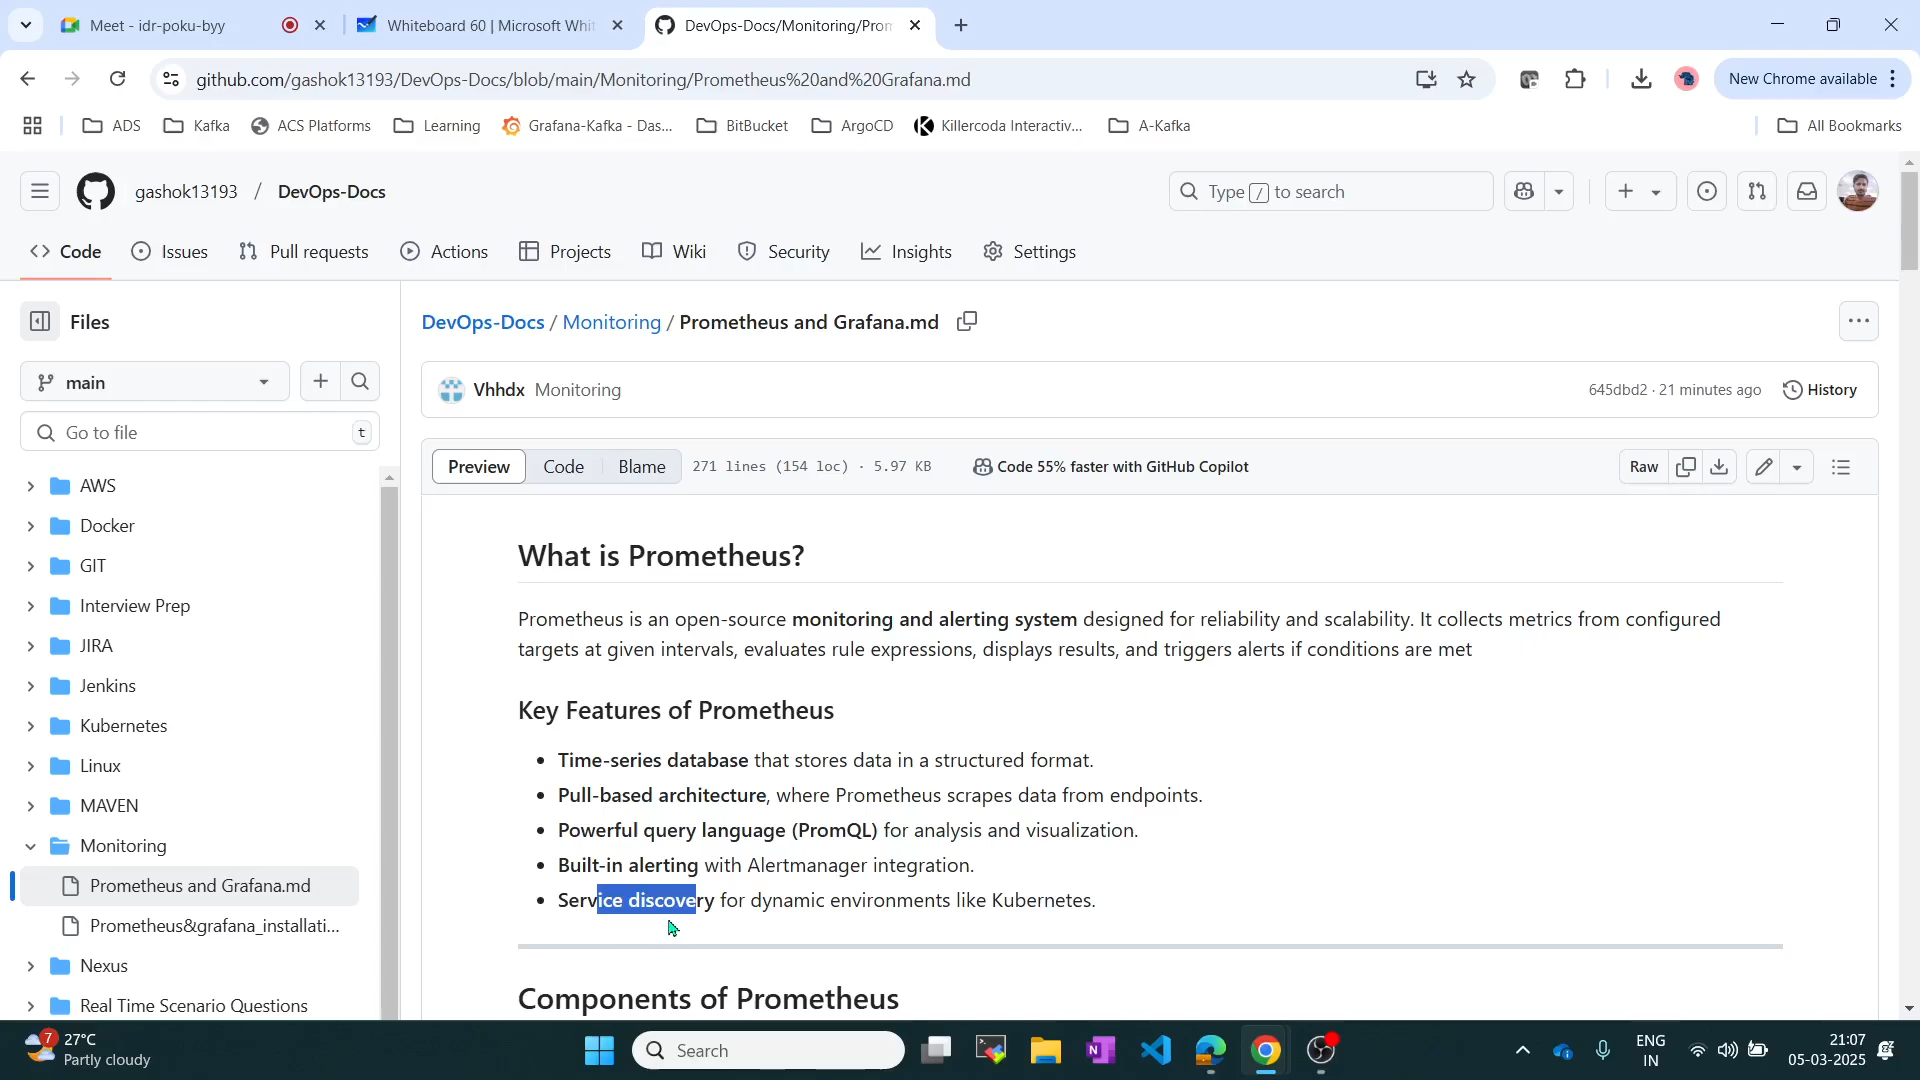 Meet - idr-poku-byy
Whiteboard 60 | Microsoft Whi
DevOps-Docs/Monitoring/Prom
github.com/gashok13193/DevOps-Docs/blob/main/Monitoring/Prometheus%20and%20Grafana.md
New Chrome available
ADS
Kafka
ACS Platforms
Learning
Grafana-Kafka - Das...
BitBucket
ArgoCD
Killercoda Interactiv...
A-Kafka
All Bookmarks
gashok13193 / DevOps-Docs
Type / to search
Code
Issues
Pull requests
Actions
Projects
Wiki
Security
Insights
Settings
Files
main
Go to file
t
AWS
Docker
GIT
Interview Prep
JIRA
Jenkins
Kubernetes
Linux
MAVEN
Monitoring
Prometheus and Grafana.md
Prometheus&grafana_installati...
Nexus
Real Time Scenario Questions
DevOps-Docs / Monitoring / Prometheus and Grafana.md
Vhhdx Monitoring
645dbd2 · 21 minutes ago
History
Preview
Code
Blame
271 lines (154 loc) · 5.97 KB
Code 55% faster with GitHub Copilot
Raw
What is Prometheus?
Prometheus is an open-source monitoring and alerting system designed for reliability and scalability. It collects metrics from configured
targets at given intervals, evaluates rule expressions, displays results, and triggers alerts if conditions are met
Key Features of Prometheus
• Time-series database that stores data in a structured format.
• Pull-based architecture, where Prometheus scrapes data from endpoints.
• Powerful query language (PromQL) for analysis and visualization.
• Built-in alerting with Alertmanager integration.
• Service discovery for dynamic environments like Kubernetes.
Components of Prometheus
7
27°C
Partly cloudy
Search
ENG
IN
21:07
05-03-2025